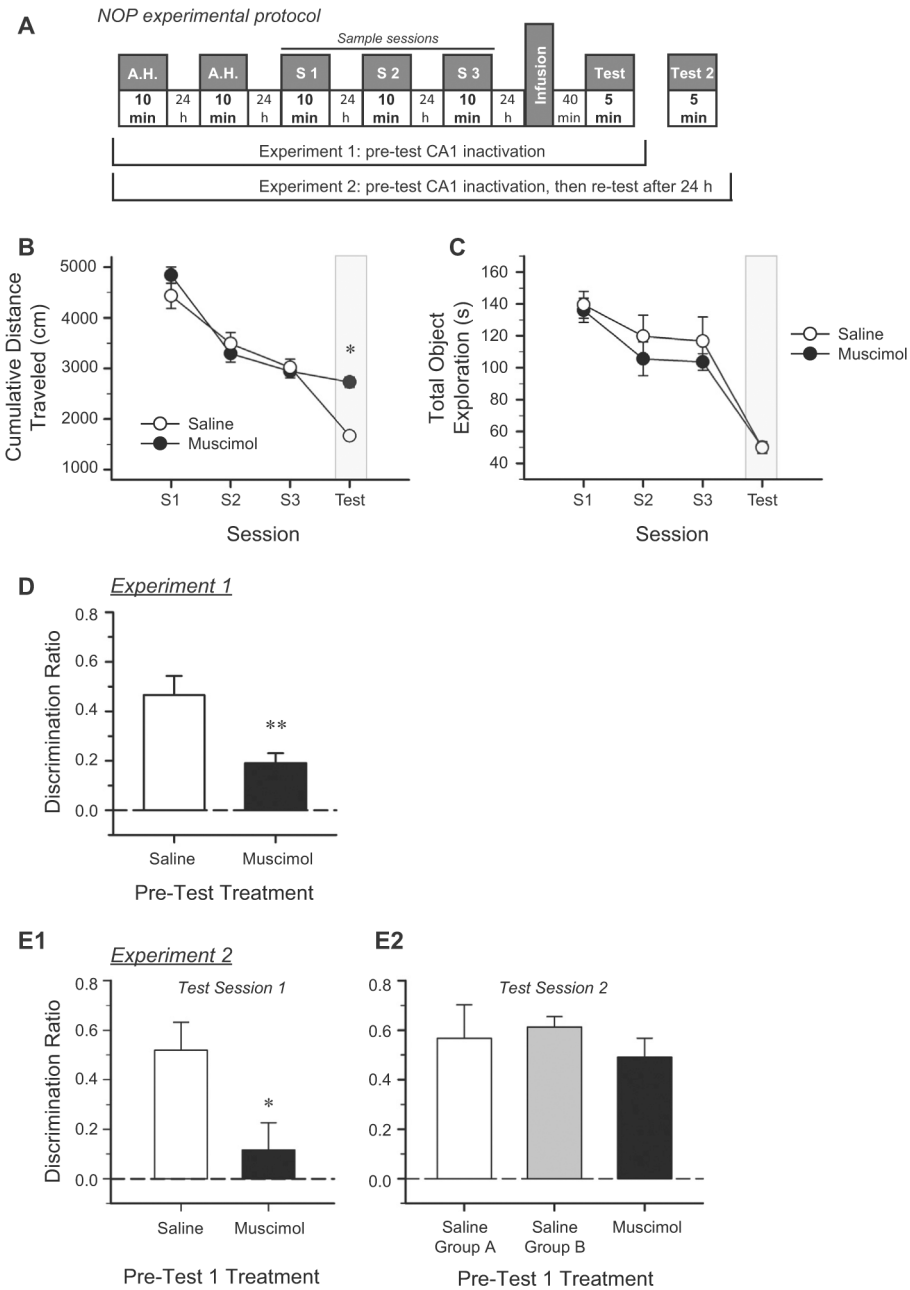 A
NOP experimental protocol
Sample sessions
A.H. A.H. S 1 S 2 S 3 Infusion Test Test 2
10 min 24 h 10 min 24 h 10 min 24 h 10 min 24 h 10 min 24 h 40 min 5 min 5 min
Experiment 1: pre-test CA1 inactivation
Experiment 2: pre-test CA1 inactivation, then re-test after 24 h
B
Cumulative Distance
Traveled (cm)
5000
4000
3000
2000
1000
*
Saline
Muscimol
S1 S2 S3 Test
Session
C
Total Object
Exploration (s)
160
140
120
100
80
60
40
S1 S2 S3 Test
Session
Saline
Muscimol
D
Experiment 1
Discrimination Ratio
0.8
0.6
0.4
0.2
0.0
**
Saline Muscimol
Pre-Test Treatment
E1
Experiment 2
Test Session 1
Discrimination Ratio
0.8
0.6
0.4
0.2
0.0
*
Saline Muscimol
Pre-Test 1 Treatment
E2
Test Session 2
0.8
0.6
0.4
0.2
0.0
Saline Group A Saline Group B Muscimol
Pre-Test 1 Treatment